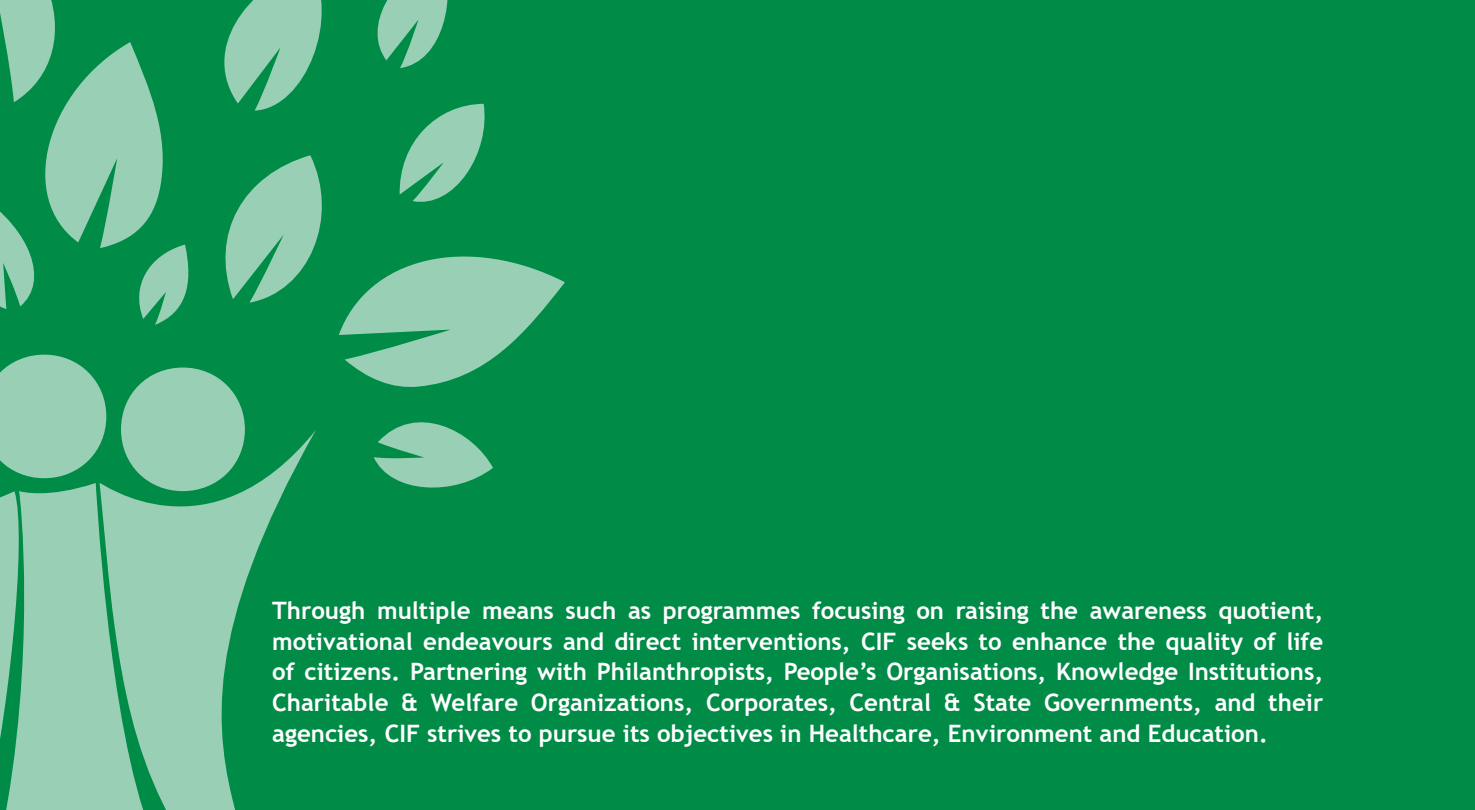 Through multiple means such as programmes focusing on raising the awareness quotient,
motivational endeavours and direct interventions, CIF seeks to enhance the quality of life
of citizens. Partnering with Philanthropists, People’s Organisations, Knowledge Institutions,
Charitable & Welfare Organizations, Corporates, Central & State Governments, and their
agencies, CIF strives to pursue its objectives in Healthcare, Environment and Education.